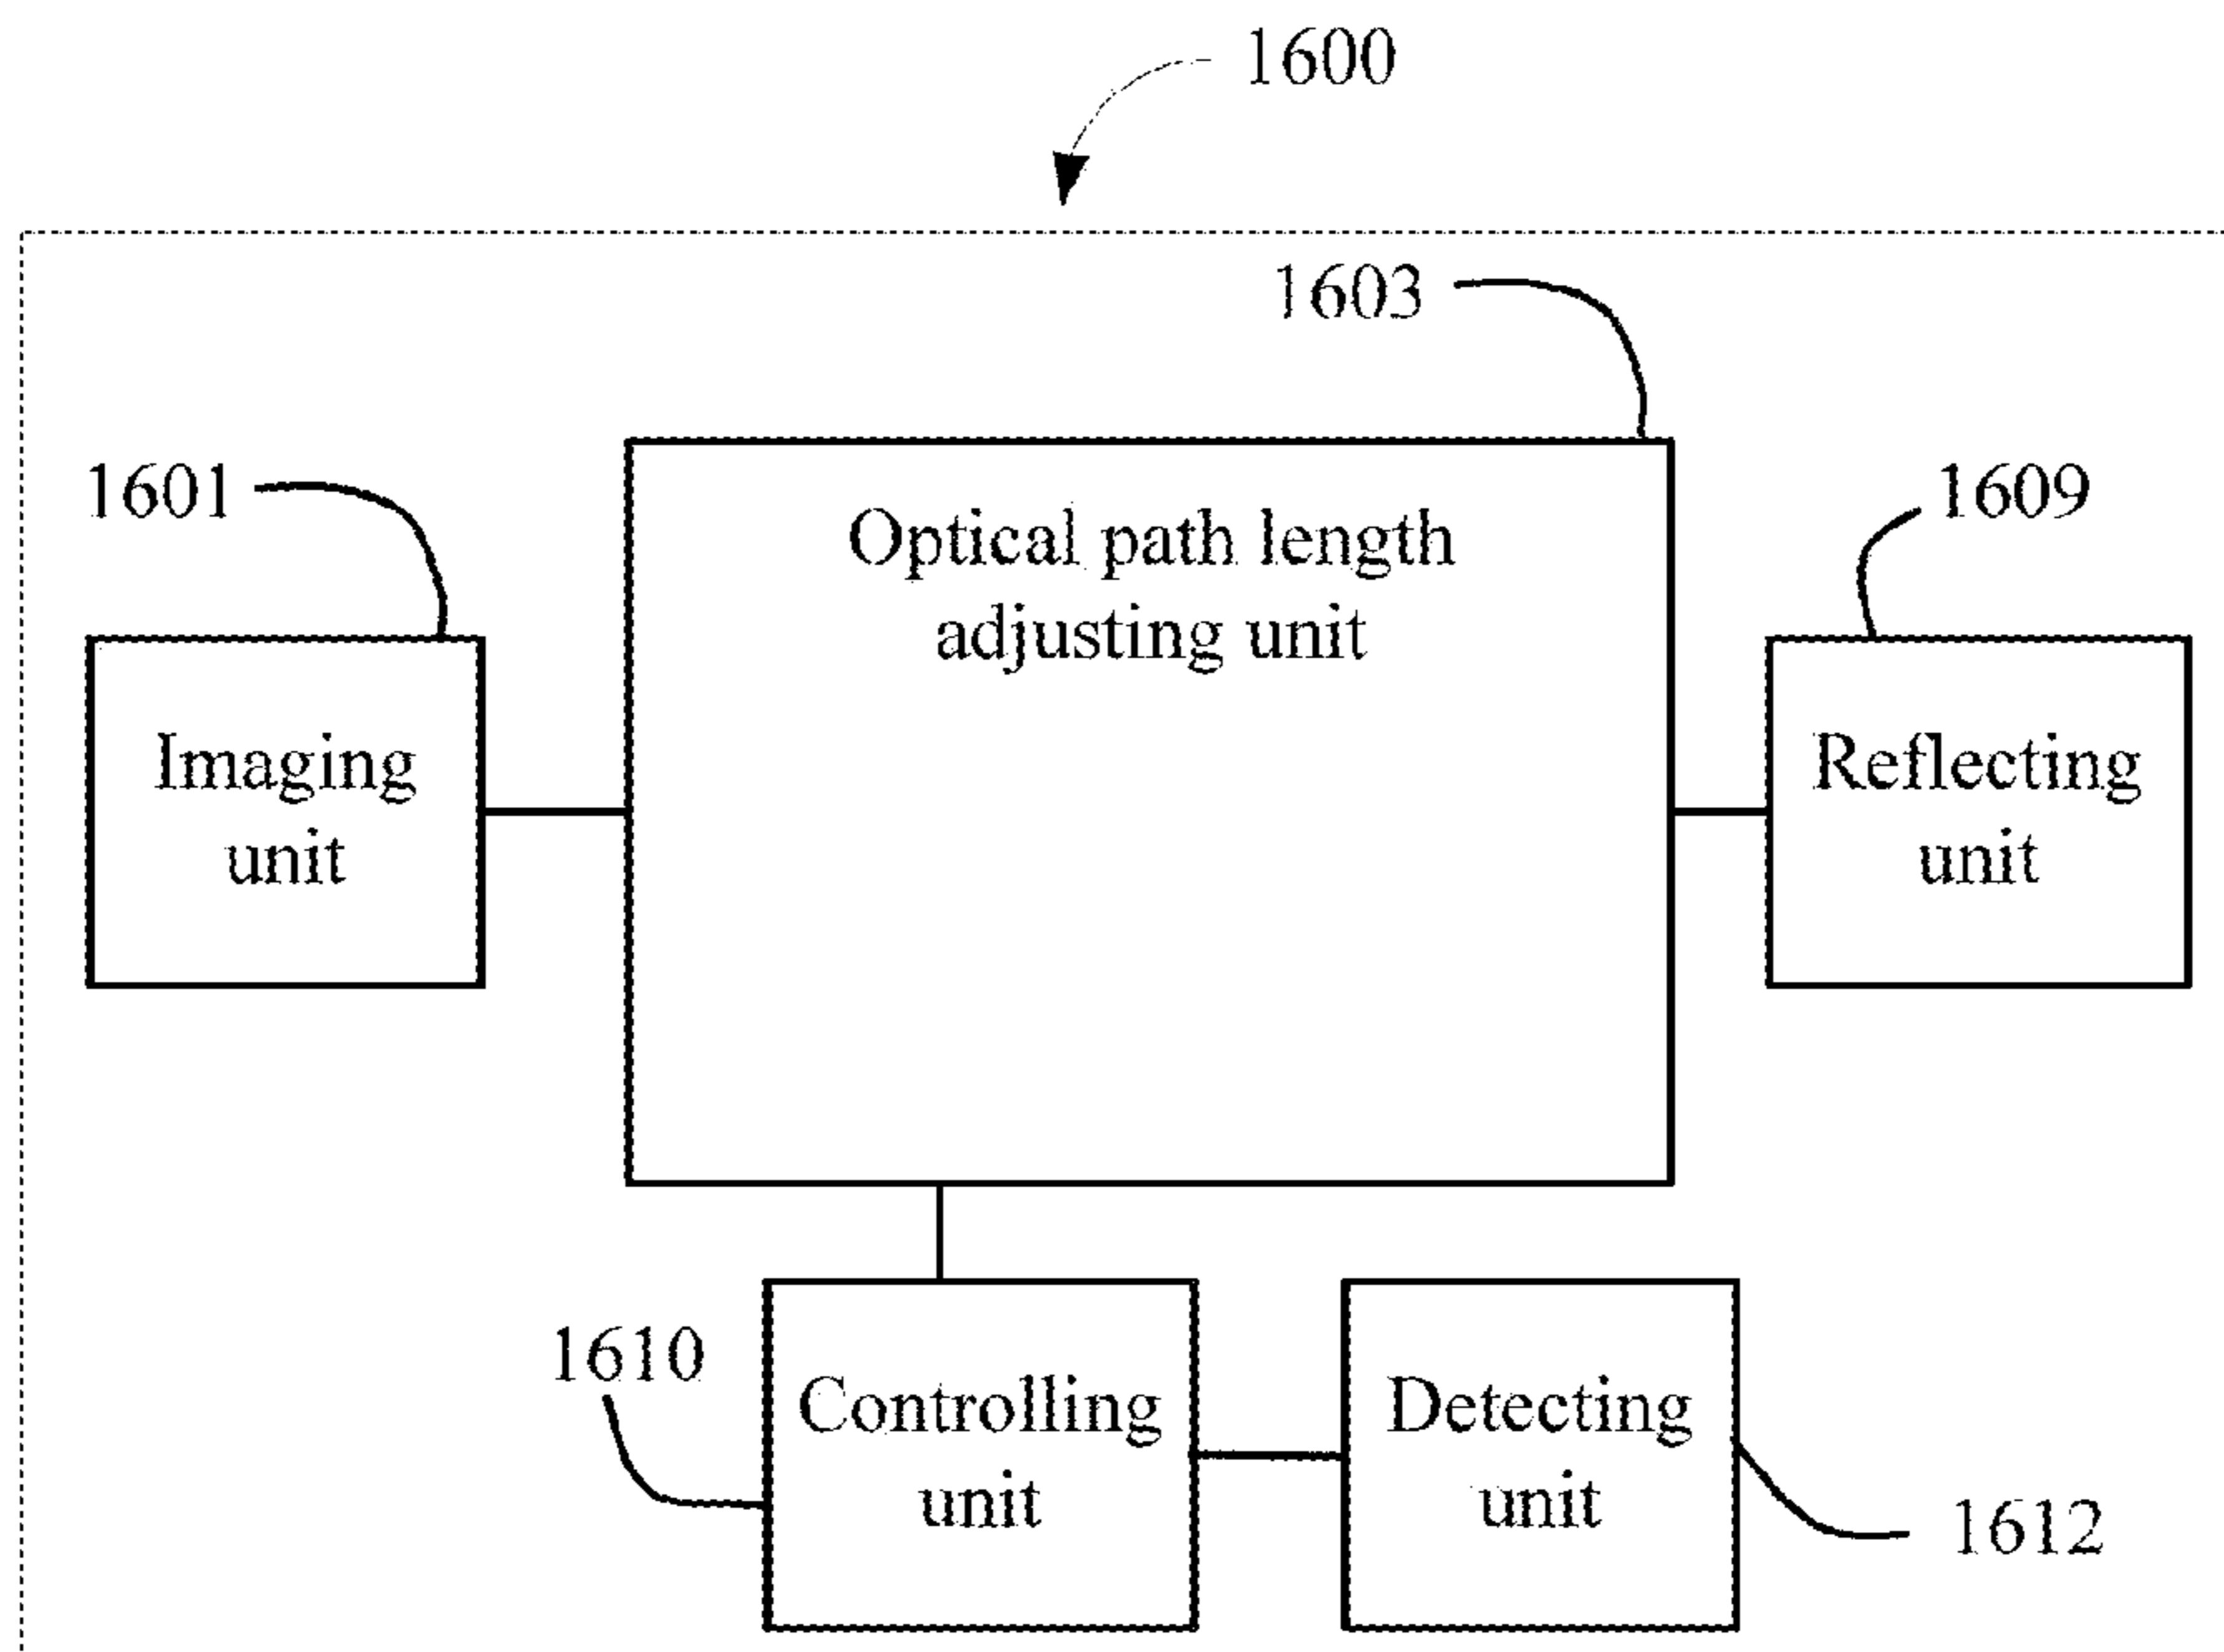 1600
1603
1601
Optical path length
adjusting unit
1609
Imaging
unit
Reflecting
unit
1610
Controlling
unit
Detecting
unit
1612